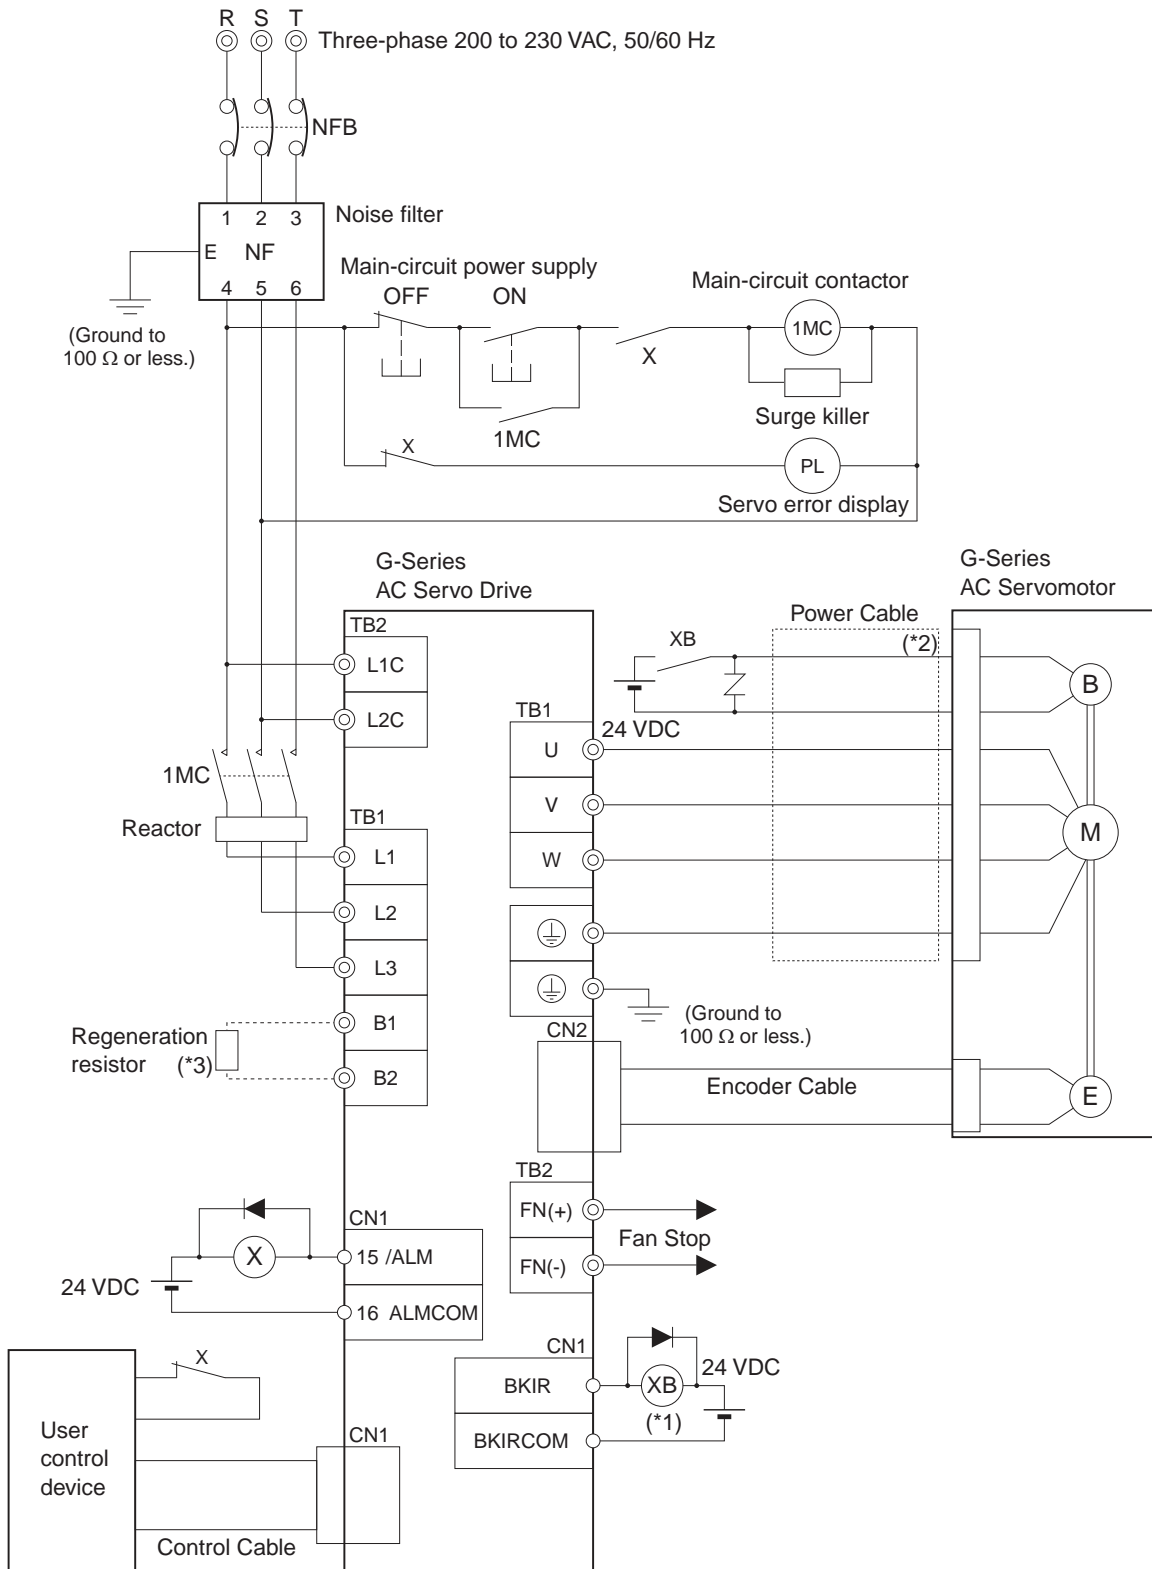 R S T
Three-phase 200 to 230 VAC, 50/60 Hz
NFB
1 2 3
Noise filter
E NF
4 5 6
(Ground to
100 Ω or less.)
Main-circuit power supply
OFF ON
Main-circuit contactor
1MC
X
Surge killer
1MC
X
PL
Servo error display
G-Series
AC Servo Drive
G-Series
AC Servomotor
TB2
L1C
L2C
XB
Power Cable
(*2)
B
24 VDC
TB1
U
V
W
M
1MC
Reactor
TB1
L1
L2
L3
B1
B2
Regeneration
resistor (*3)
(Ground to
100 Ω or less.)
CN2
Encoder Cable
E
TB2
FN(+)
Fan Stop
FN(-)
CN1
X
15 /ALM
24 VDC
16 ALMCOM
CN1
BKIR
XB
24 VDC
(*1)
BKIRCOM
X
User
control
device
CN1
Control Cable